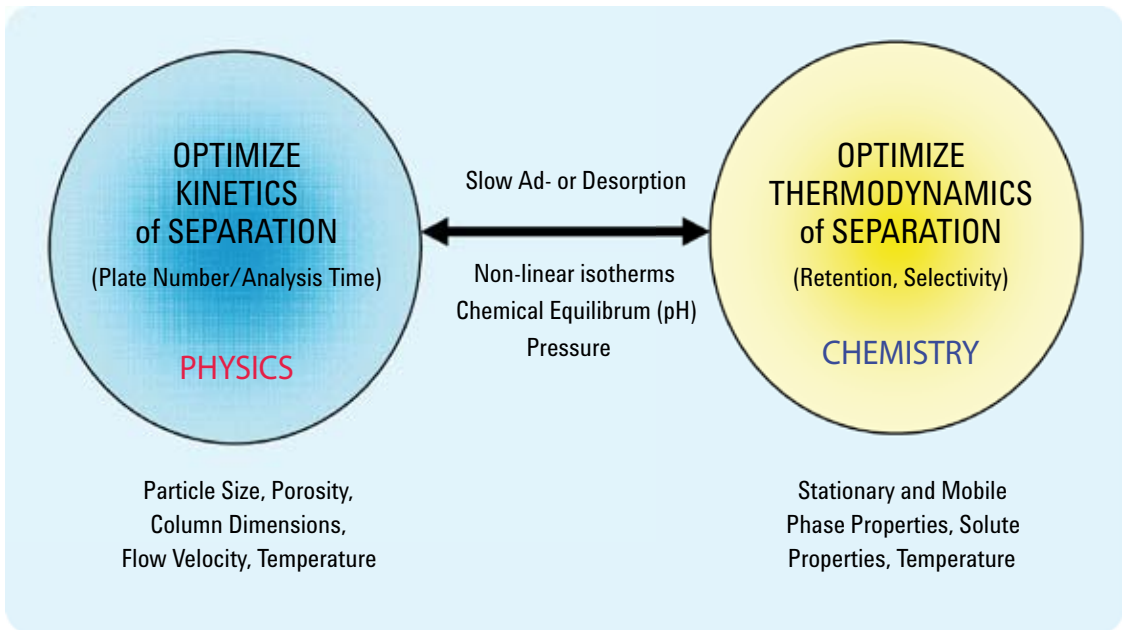 OPTIMIZE
KINETICS
of SEPARATION
(Plate Number/Analysis Time)
PHYSICS
Particle Size, Porosity,
Column Dimensions,
Flow Velocity, Temperature
Slow Ad- or Desorption
Non-linear isotherms
Chemical Equilibrum (pH)
Pressure
OPTIMIZE
THERMODYNAMICS
of SEPARATION
(Retention, Selectivity)
CHEMISTRY
Stationary and Mobile
Phase Properties, Solute
Properties, Temperature